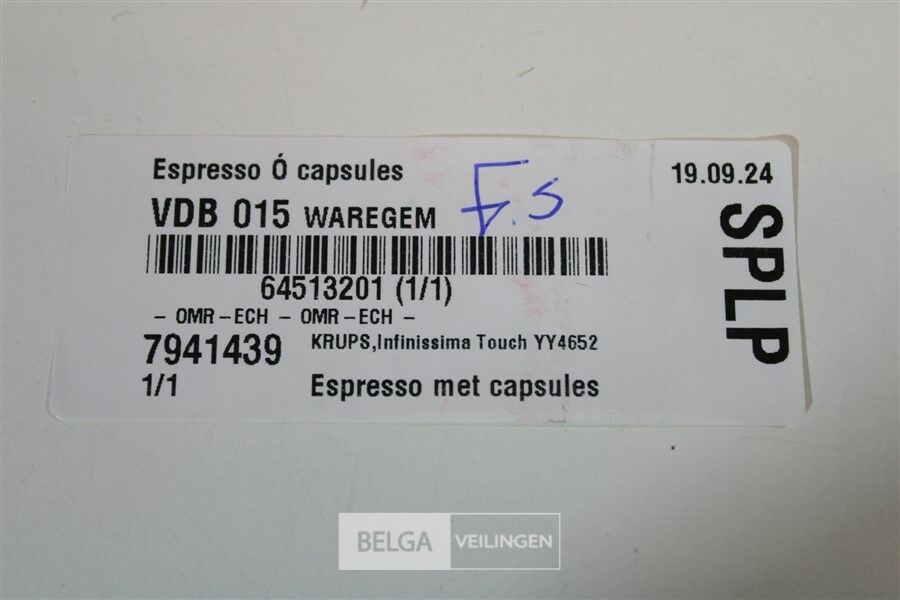 Espresso Ó capsules
19.09.24
VDB 015 WAREGEM
F.S
SPLP
64513201 (1/1)
- OMR-ECH - OMR-ECH -
7941439
KRUPS,Infinissima Touch YY4652
1/1
Espresso met capsules
BELGA VEILINGEN